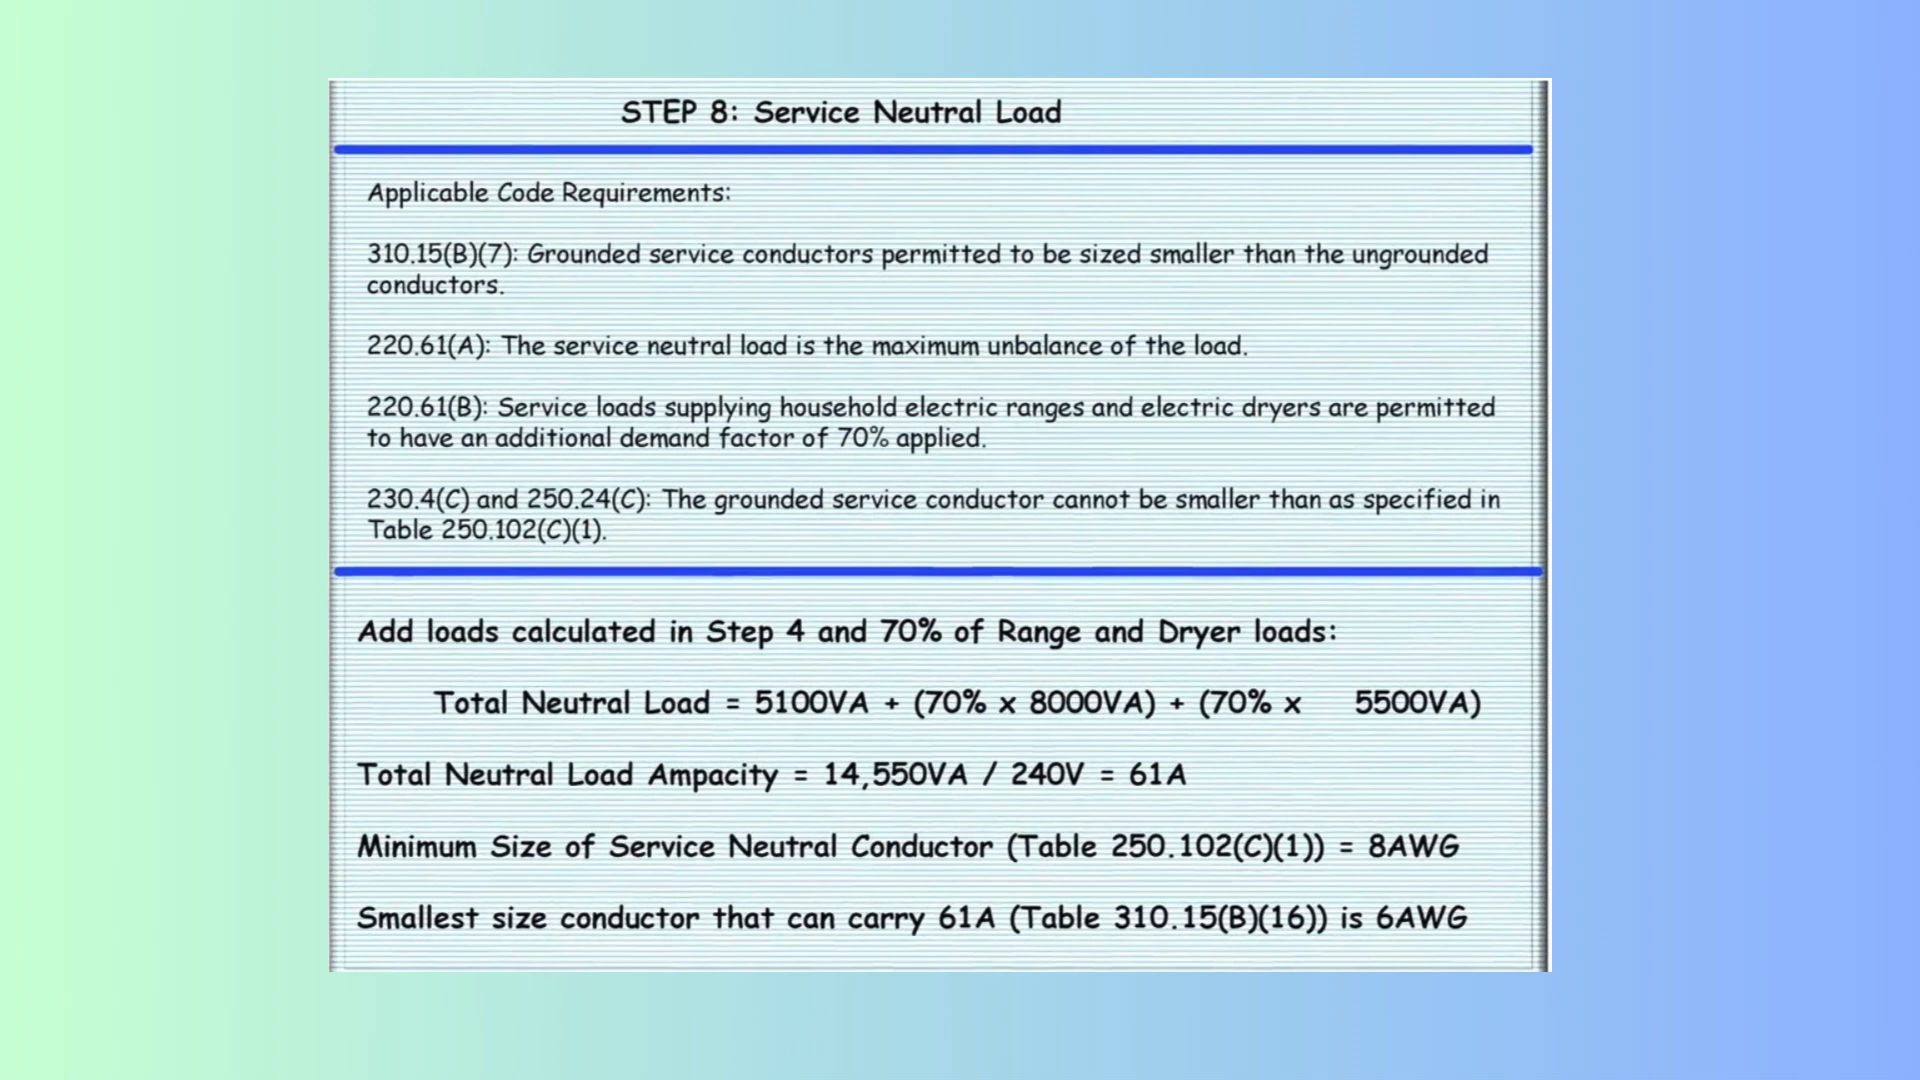 STEP 8: Service Neutral Load
Applicable Code Requirements:
310.15(B)(7): Grounded service conductors permitted to be sized smaller than the ungrounded
conductors.
220.61(A): The service neutral load is the maximum unbalance of the load.
220.61(B): Service loads supplying household electric ranges and electric dryers are permitted
to have an additional demand factor of 70% applied.
230.4(C) and 250.24(C): The grounded service conductor cannot be smaller than as specified in
Table 250.102(C)(1).
Add loads calculated in Step 4 and 70% of Range and Dryer loads:
Total Neutral Load = 5100VA + (70% x 8000VA) + (70% x 5500VA)
Total Neutral Load Ampacity = 14,550VA / 240V = 61A
Minimum Size of Service Neutral Conductor (Table 250.102(C)(1)) = 8AWG
Smallest size conductor that can carry 61A (Table 310.15(B)(16)) is 6AWG